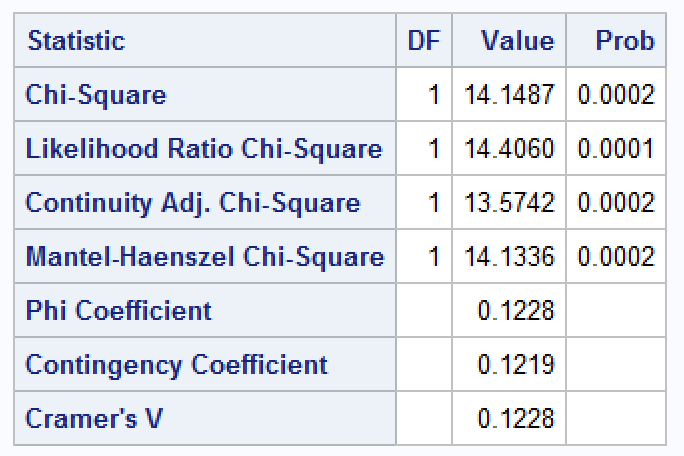 Statistic DF Value Prob
Chi-Square 1 14.1487 0.0002
Likelihood Ratio Chi-Square 1 14.4060 0.0001
Continuity Adj. Chi-Square 1 13.5742 0.0002
Mantel-Haenszel Chi-Square 1 14.1336 0.0002
Phi Coefficient 0.1228
Contingency Coefficient 0.1219
Cramer's V 0.1228